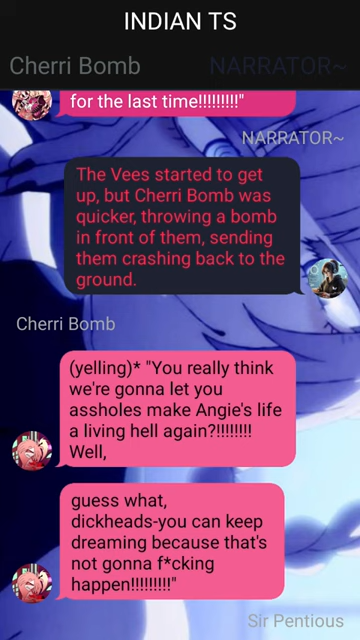 INDIAN TS
Cherri Bomb
NARRATOR~
for the last time!!!!!!!!!"
NARRATOR~
The Vees started to get
up, but Cherri Bomb was
quicker, throwing a bomb
in front of them, sending
them crashing back to the
ground.
Cherri Bomb
(yelling)* "You really think
we're gonna let you
assholes make Angie's life
a living hell again?!!!!!!!!
Well,
guess what,
dickheads-you can keep
dreaming because that's
not gonna f*cking
happen!!!!!!!!!"
Sir Pentious